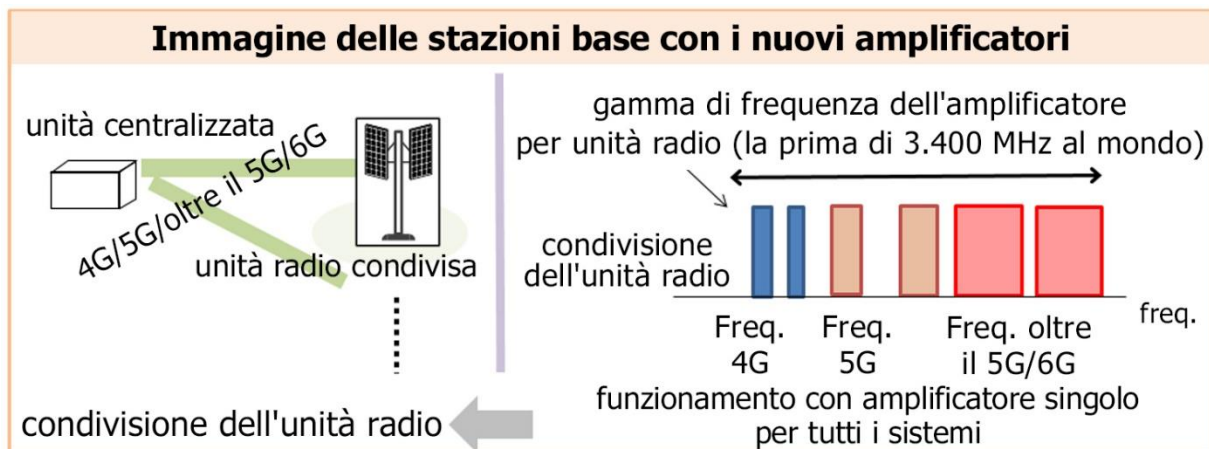 Immagine delle stazioni base con i nuovi amplificatori
unità centralizzata
4G/5G/oltre il 5G/6G
unità radio condivisa
condivisione dell'unità radio
gamma di frequenza dell'amplificatore
per unità radio (la prima di 3.400 MHz al mondo)
condivisione
dell'unità radio
freq.
Freq.
4G
Freq.
5G
Freq. oltre
il 5G/6G
funzionamento con amplificatore singolo
per tutti i sistemi